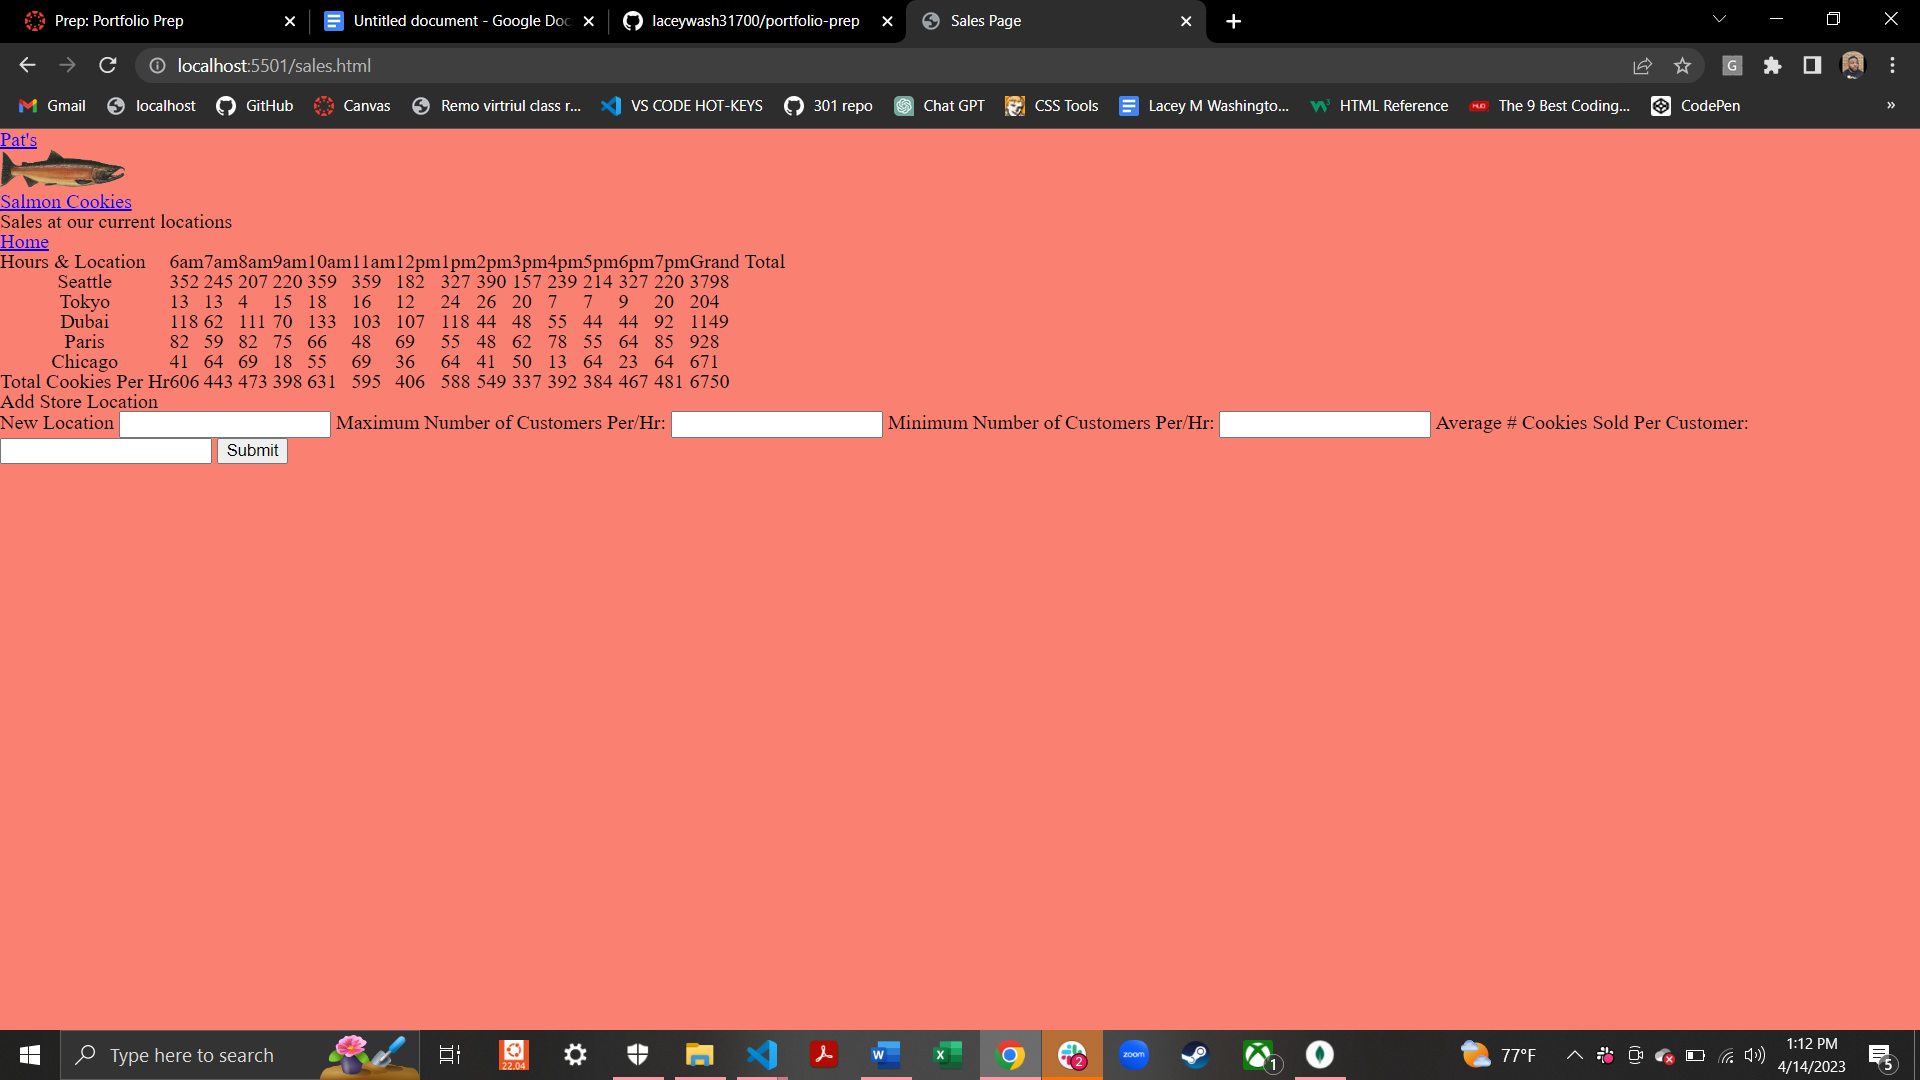 Prep: Portfolio Prep
Untitled document - Google Doc
laceywash31700/portfolio-prep
Sales Page
localhost:5501/sales.html
G
Gmail localhost GitHub Canvas Remo virtriul class r... VS CODE HOT-KEYS 301 repo Chat GPT CSS Tools Lacey M Washingto... HTML Reference The 9 Best Coding... CodePen »
Pat's
Salmon Cookies
Sales at our current locations
Home
Hours & Location 6am 7am 8am 9am 10am 11am 12pm 1pm 2pm 3pm 4pm 5pm 6pm 7pm Grand Total
Seattle 352 245 207 220 359 359 182 327 390 157 239 214 327 220 3798
Tokyo 13 13 4 15 18 16 12 24 26 20 7 7 9 20 204
Dubai 118 62 111 70 133 103 107 118 44 48 55 44 44 92 1149
Paris 82 59 82 75 66 48 69 55 48 62 78 55 64 85 928
Chicago 41 64 69 18 55 69 36 64 41 50 13 64 23 64 671
Total Cookies Per Hr 606 443 473 398 631 595 406 588 549 337 392 384 467 481 6750
Add Store Location
New Location Maximum Number of Customers Per/Hr: Minimum Number of Customers Per/Hr: Average # Cookies Sold Per Customer:
Submit
Type here to search
22.04
W
X
2
zoom
1
77°F
1:12 PM
4/14/2023
5